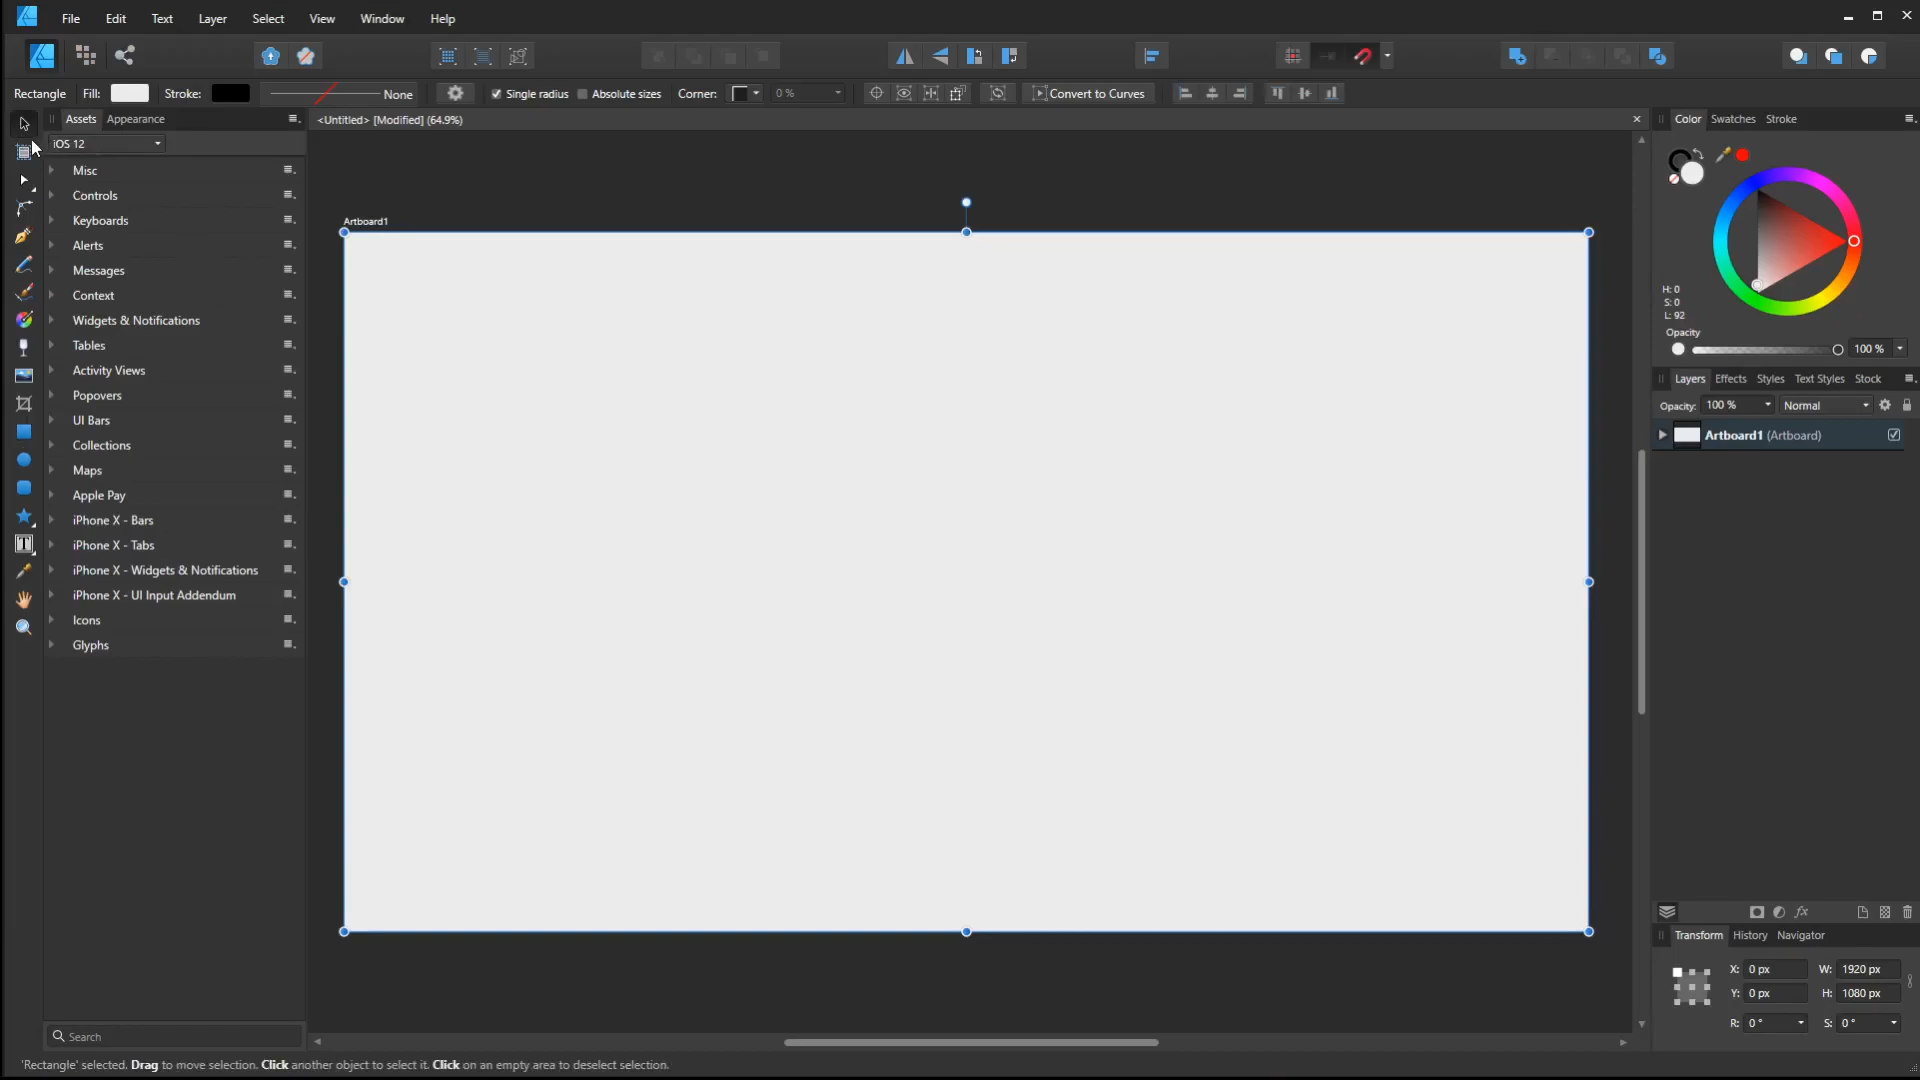 File Edit Text Layer Select View Window Help
Rectangle Fill: Stroke: None Single radius Absolute sizes Corner: 0 % Convert to Curves
Assets Appearance
<Untitled> [Modified] (64.9%)
Color Swatches Stroke
iOS 12
Misc
Controls
Keyboards
Alerts
Messages
Context
Widgets & Notifications
Tables
Activity Views
Popovers
UI Bars
Collections
Maps
Apple Pay
iPhone X - Bars
iPhone X - Tabs
iPhone X - Widgets & Notifications
iPhone X - UI Input Addendum
Icons
Glyphs
Search
Artboard1
H: 0
S: 0
L: 92
Opacity
100 %
Layers Effects Styles Text Styles Stock
Opacity: 100 % Normal
Artboard1 (Artboard)
fx
Transform History Navigator
X: 0 px W: 1920 px
Y: 0 px H: 1080 px
R: 0 ° S: 0 °
'Rectangle' selected. Drag to move selection. Click another object to select it. Click on an empty area to deselect selection.